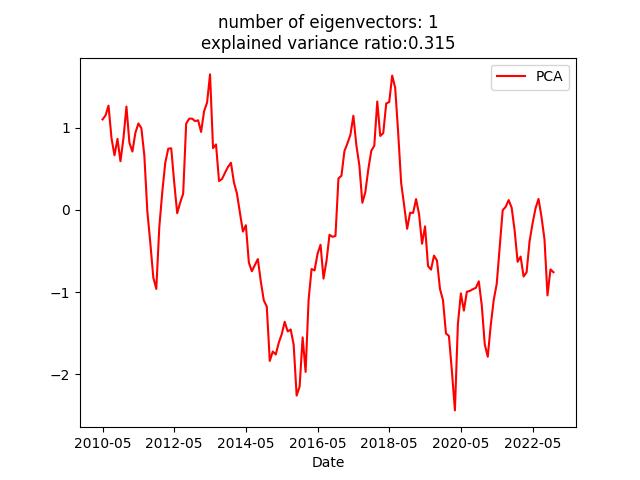 number of eigenvectors: 1
explained variance ratio:0.315
PCA
1
0
−1
−2
2010-05 2012-05 2014-05 2016-05 2018-05 2020-05 2022-05
Date